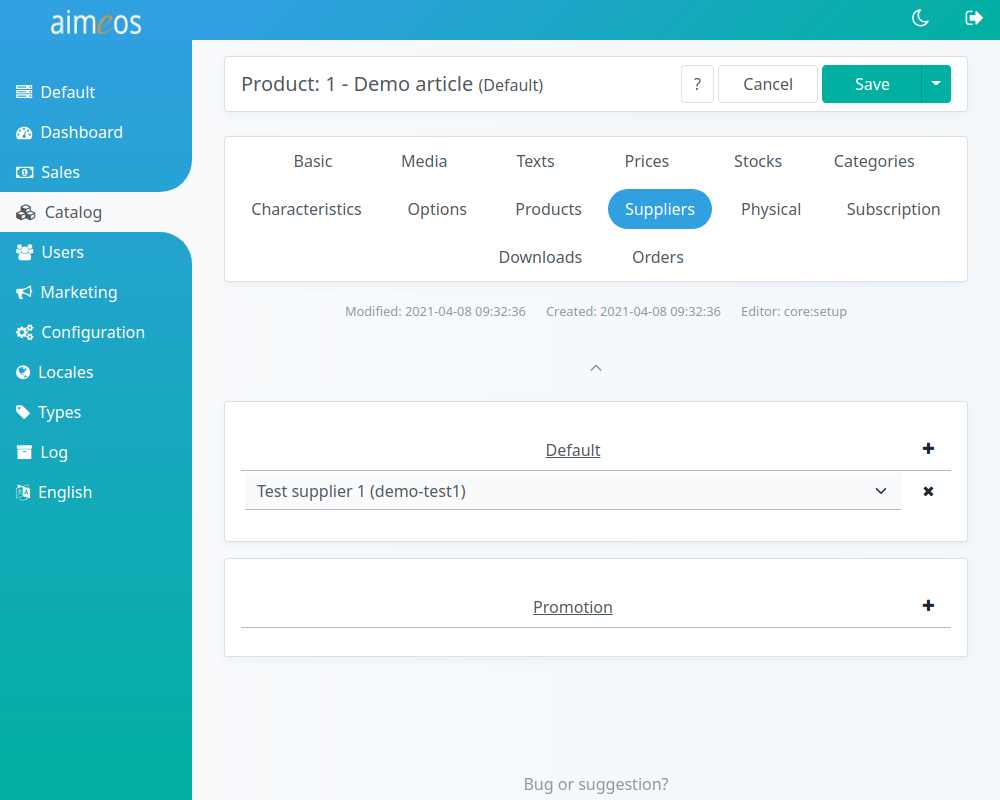 aimeos
Default
Dashboard
Sales
Catalog
Users
Marketing
Configuration
Locales
Types
Log
English
Product: 1 - Demo article (Default)
? Cancel Save
Basic Media Texts Prices Stocks Categories
Characteristics Options Products Suppliers Physical Subscription
Downloads Orders
Modified: 2021-04-08 09:32:36 Created: 2021-04-08 09:32:36 Editor: core:setup
Default
Test supplier 1 (demo-test1)
Promotion
Bug or suggestion?